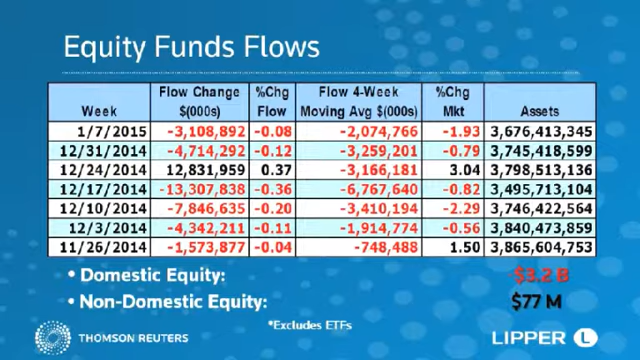 Equity Funds Flows
Flow Change %Chg Flow 4-Week %Chg
Week $(000s) Flow Moving Avg $(000s) Mkt Assets
1/7/2015 -3,108,892 -0.08 -2,074,766 -1.93 3,676,413,345
12/31/2014 -4,714,292 -0.12 -3,259,201 -0.79 3,745,418,599
12/24/2014 12,831,959 0.37 -3,166,181 3.04 3,798,513,136
12/17/2014 -13,307,838 -0.36 -6,767,640 -0.82 3,495,713,104
12/10/2014 -7,846,635 -0.20 -3,410,194 -2.29 3,746,422,564
12/3/2014 -4,342,211 -0.11 -1,914,774 -0.56 3,840,473,859
11/26/2014 -1,573,877 -0.04 -748,488 1.50 3,865,604,753
• Domestic Equity: -$3.2 B
• Non-Domestic Equity: $77 M
*Excludes ETFs
THOMSON REUTERS
LIPPER L